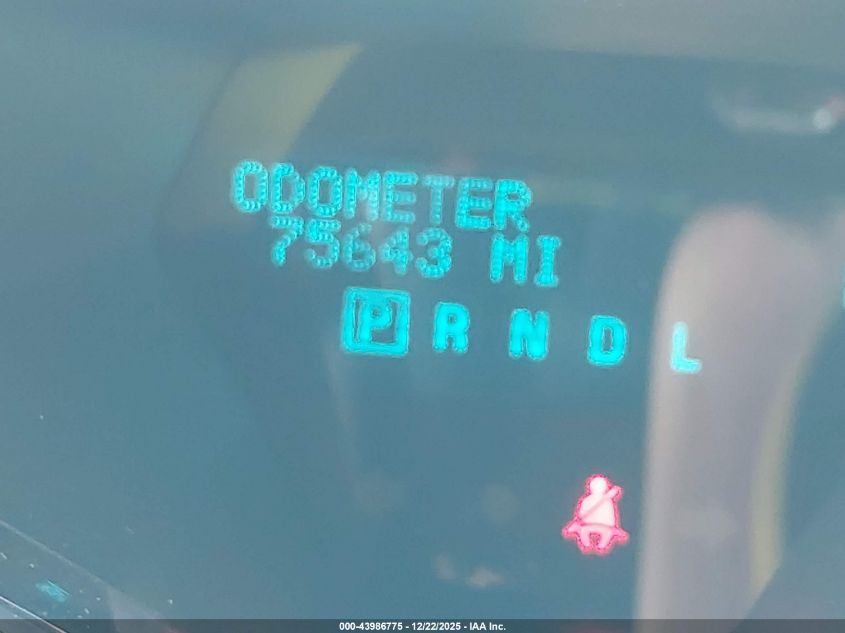 ODOMETER
75643 MI
P R N D L
000-43986775 - 12/22/2025 - IAA Inc.